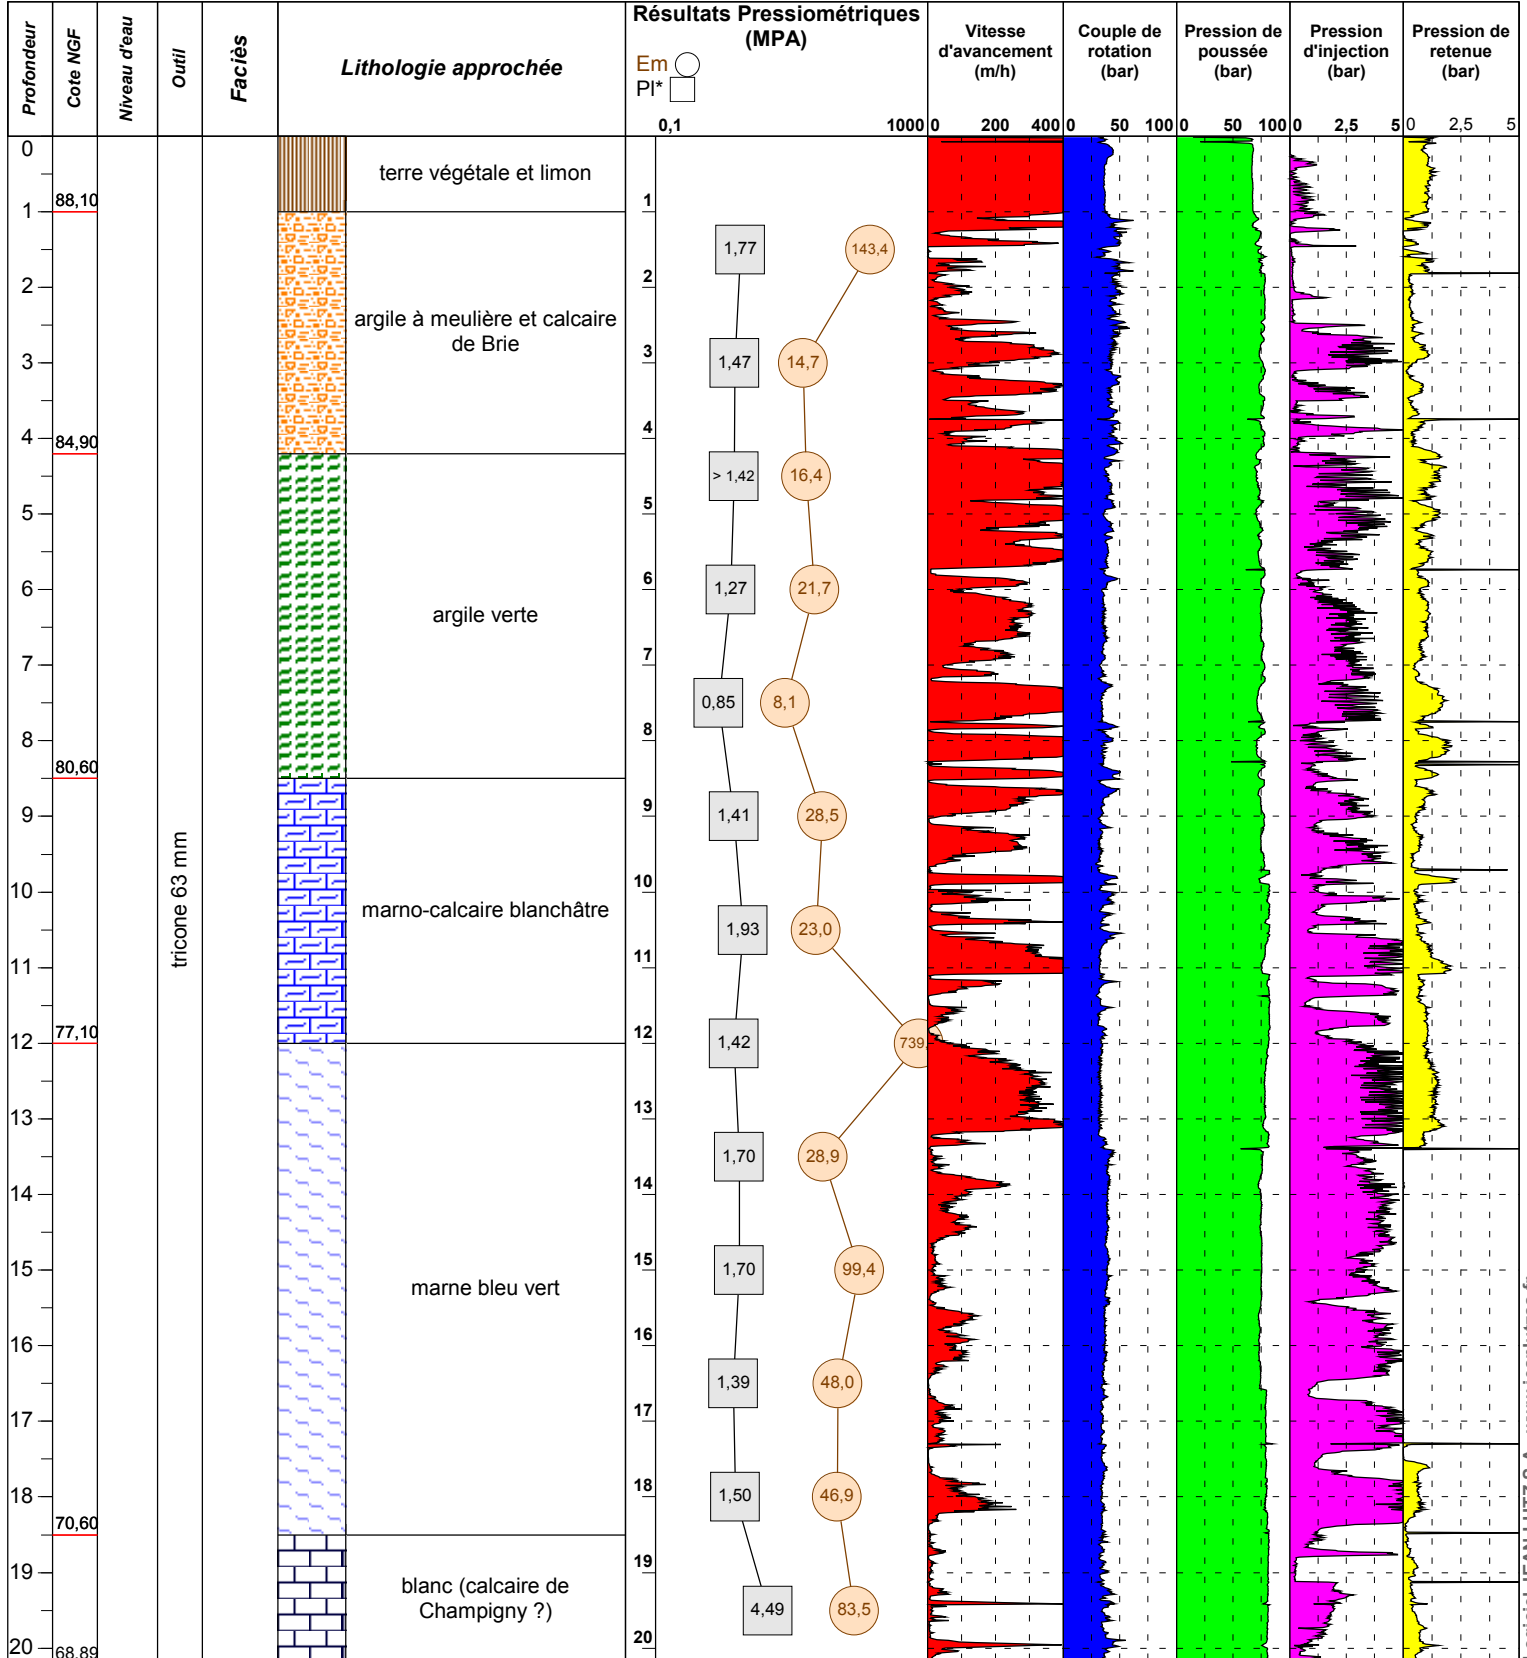 Profondeur
Cote NGF
Niveau d'eau
Outil
Faciès
Lithologie approchée
Résultats Pressiométriques
(MPA)
Em
Pl*
0,1 1000
Vitesse
d'avancement
(m/h)
0 200 400
Couple de
rotation
(bar)
0 50 100
Pression de
poussée
(bar)
0 50 100
Pression
d'injection
(bar)
0 2,5 5
Pression de
retenue
(bar)
0 2,5 5
0
terre végétale et limon
88,10
1 1
1,77 143,4
2 2
argile à meulière et calcaire
de Brie
3 3
1,47 14,7
4 4
84,90
> 1,42 16,4
5 5
6 6
1,27 21,7
argile verte
7 7
0,85 8,1
8 8
80,60
9 9
1,41 28,5
10 10
marno-calcaire blanchâtre
1,93 23,0
tricone 63 mm
11 11
77,10
12 12
1,42 739,
13 13
1,70 28,9
14 14
15 15
1,70 99,4
marne bleu vert
16 16
1,39 48,0
17 17
18 18
1,50 46,9
70,60
19 19
blanc (calcaire de
Champigny ?)
4,49 83,5
20 20
68,89